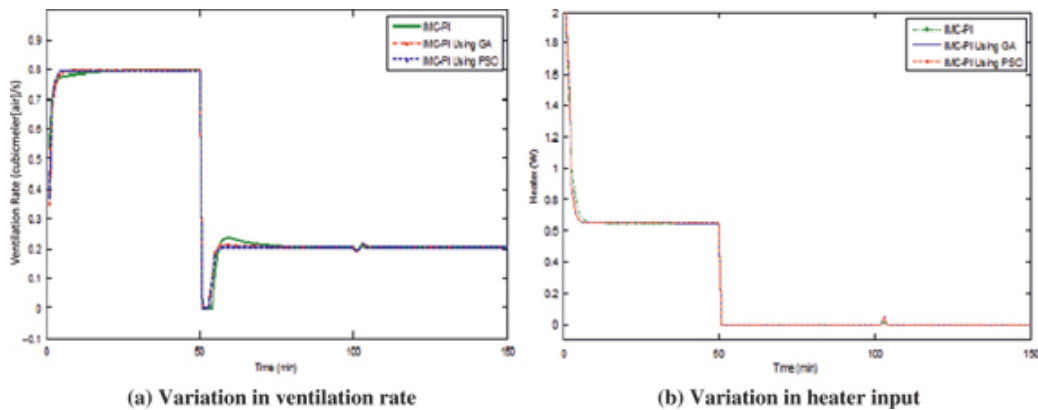 IMC-PI
IMC-PI Using GA
IMC-PI Using PSO
0.9
0.8
0.7
0.6
0.5
0.4
0.3
0.2
0.1
0
-0.1
0
50
100
150
Ventilation Rate (cubicmeter[air]/s)
Time (min)
(a) Variation in ventilation rate
IMC-PI
IMC-PI Using GA
IMC-PI Using PSO
2
1.8
1.6
1.4
1.2
1
0.8
0.6
0.4
0.2
0
0
50
100
150
Heater (W)
Time (min)
(b) Variation in heater input